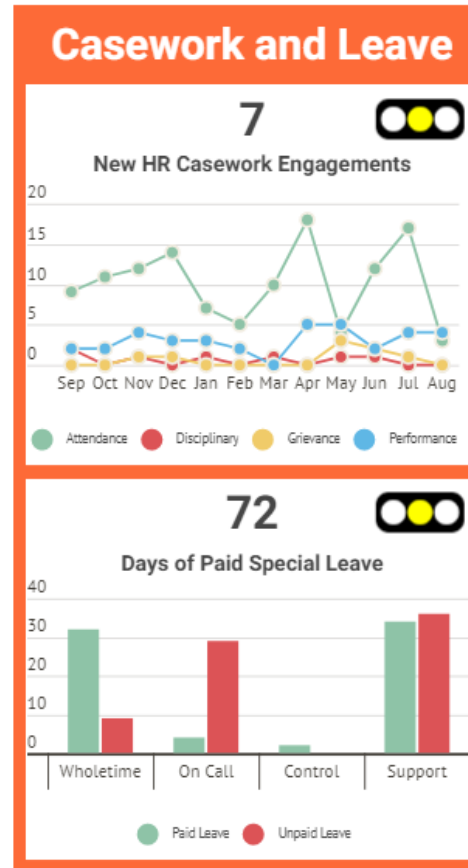 Casework and Leave
7
New HR Casework Engagements
20
15
10
5
0
Sep Oct Nov Dec Jan Feb Mar Apr May Jun Jul Aug
Attendance Disciplinary Grievance Performance
72
Days of Paid Special Leave
40
30
20
10
0
Wholetime On Call Control Support
Paid Leave Unpaid Leave